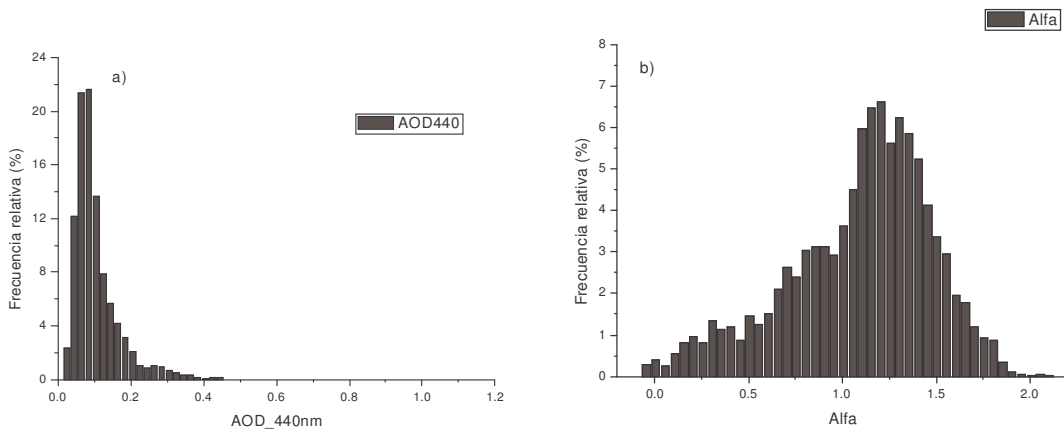 Alfa
a)
AOD440
24
20
16
12
8
4
0
Frecuencia relativa (%)
0.0 0.2 0.4 0.6 0.8 1.0 1.2
AOD_440nm
b)
8
7
6
5
4
3
2
1
0
Frecuencia relativa (%)
0.0 0.5 1.0 1.5 2.0
Alfa